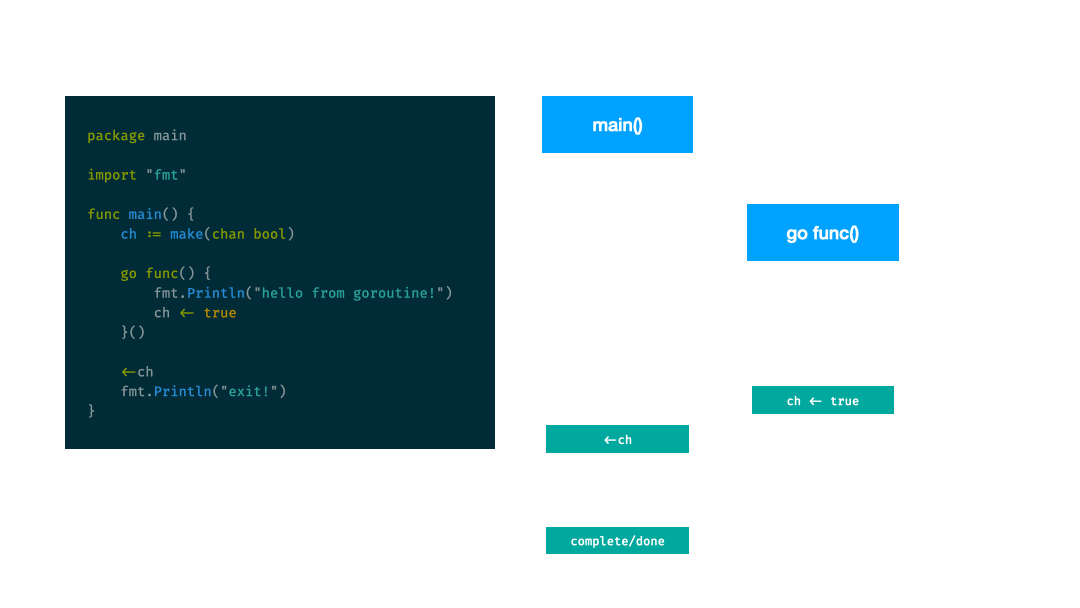 package main
import "fmt"
func main() {
ch := make(chan bool)
go func() {
fmt.Println("hello from goroutine!")
ch <- true
}()
<-ch
fmt.Println("exit!")
}
main()
go func()
ch <- true
<-ch
complete/done